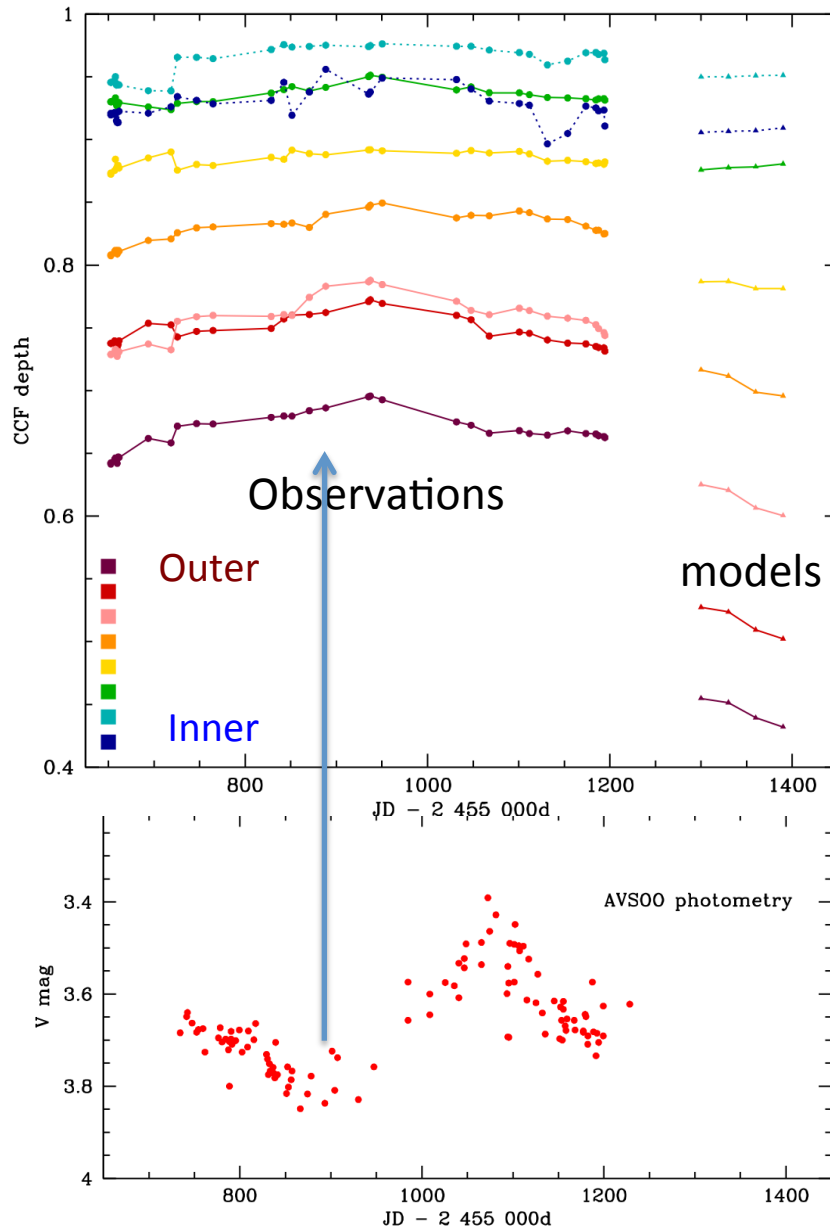 1
0.8
0.6
0.4
CCF depth
Observations
Outer
models
Inner
800
1000
1200
1400
JD − 2 455 000d
AVSOO photometry
3.4
3.6
3.8
4
V mag
800
1000
1200
1400
JD − 2 455 000d